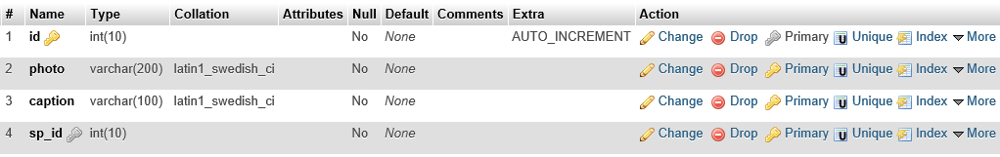 # Name Type Collation Attributes Null Default Comments Extra Action
1 id int(10) No None AUTO_INCREMENT Change Drop Primary Unique Index More
2 photo varchar(200) latin1_swedish_ci No None Change Drop Primary Unique Index More
3 caption varchar(100) latin1_swedish_ci No None Change Drop Primary Unique Index More
4 sp_id int(10) No None Change Drop Primary Unique Index More